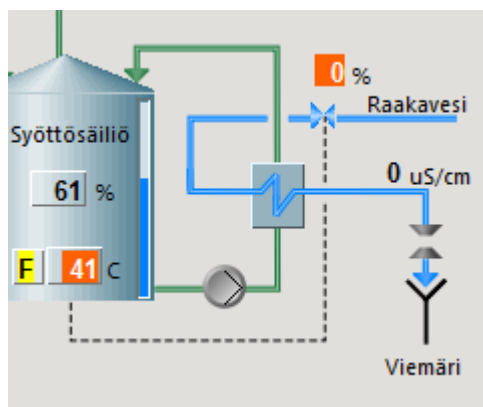 0 %
Raakavesi
Syöttösäiliö
61 %
0 uS/cm
F 41 C
Viemäri